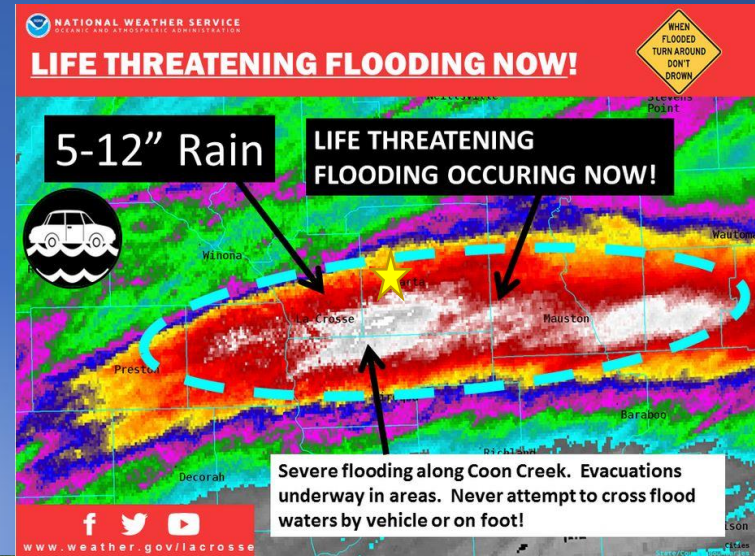 NATIONAL WEATHER SERVICE
OCEANIC AND ATMOSPHERIC ADMINISTRATION
LIFE THREATENING FLOODING NOW!
WHEN
FLOODED
TURN AROUND
DON'T
DROWN
Stevens
Point
5-12” Rain
LIFE THREATENING
FLOODING OCCURING NOW!
Winona
Wautom
La Crosse
Mauston
Preston
Baraboo
Richland
Decorah
Severe flooding along Coon Creek. Evacuations
underway in areas. Never attempt to cross flood
waters by vehicle or on foot!
www.weather.gov/lacrosse
Cities